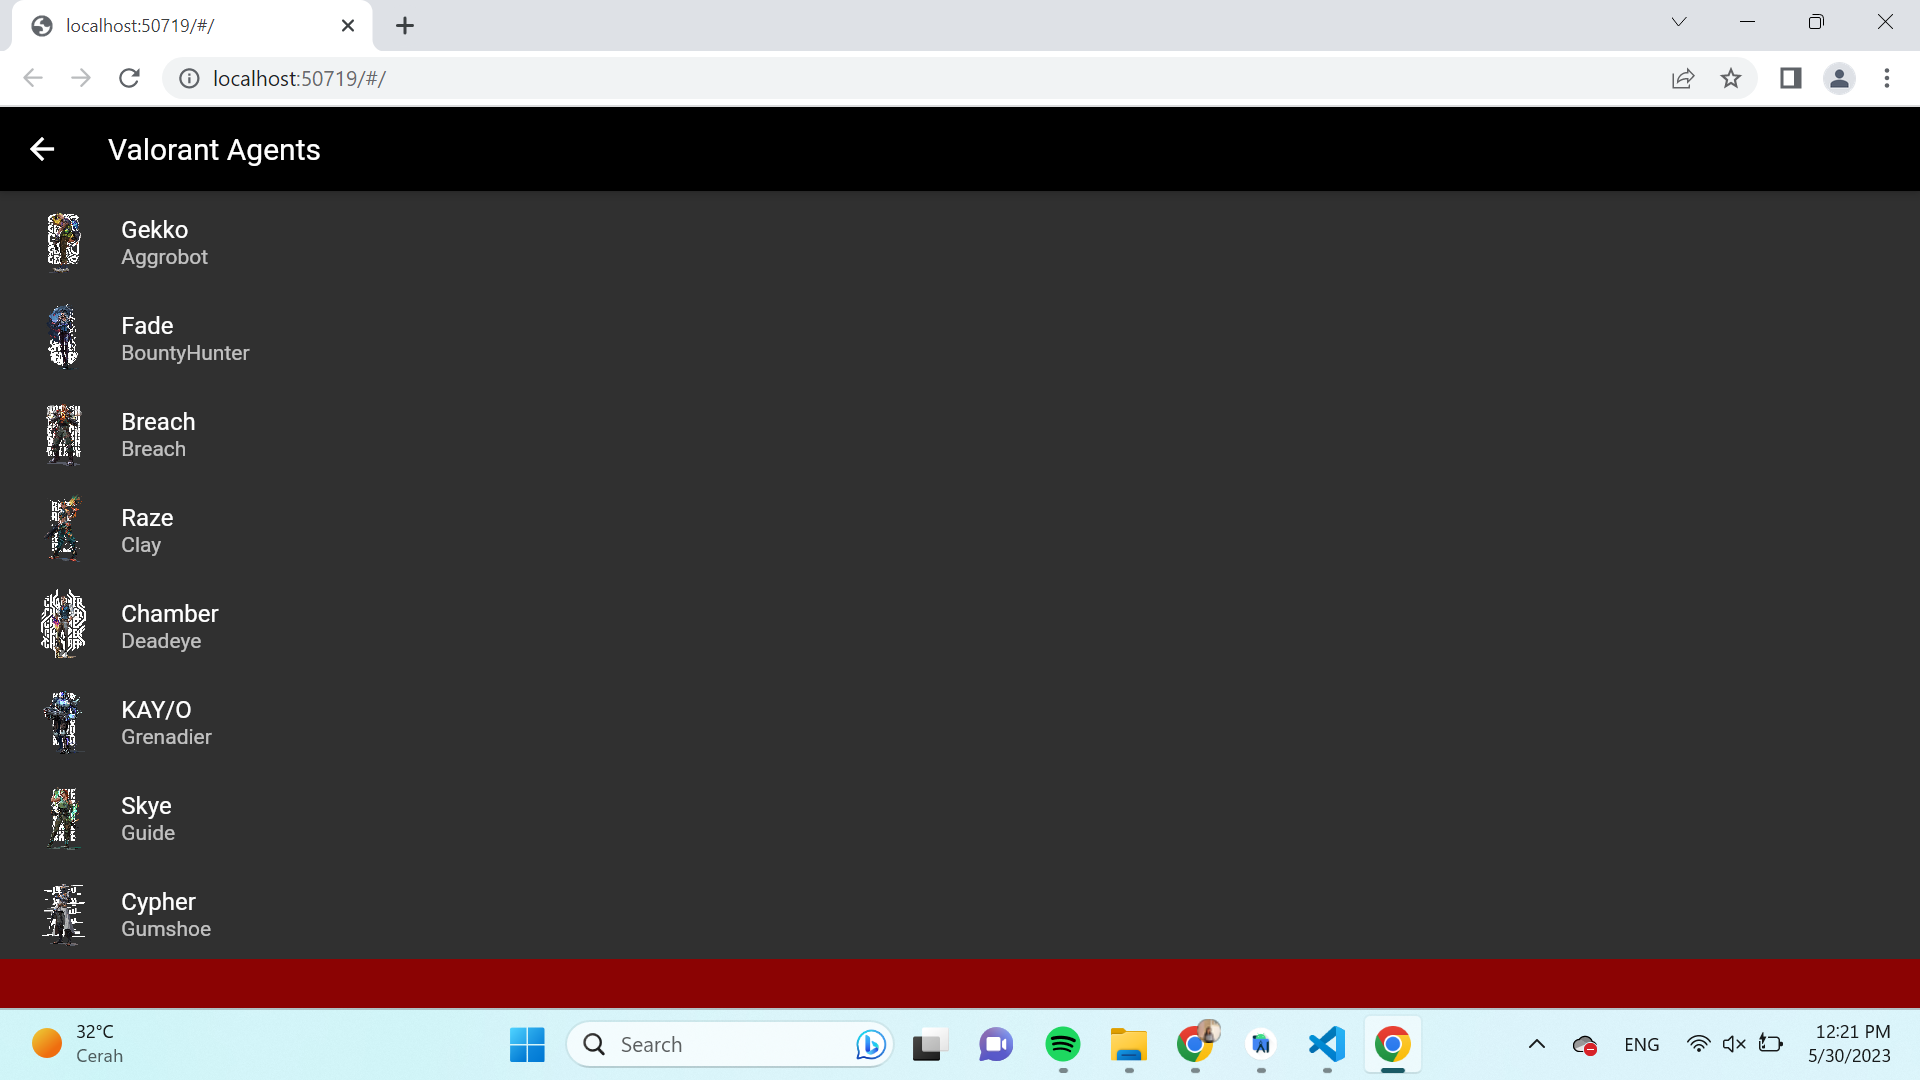 localhost:50719/#/
localhost:50719/#/
Valorant Agents
Gekko
Aggrobot
Fade
BountyHunter
Breach
Breach
Raze
Clay
Chamber
Deadeye
KAY/O
Grenadier
Skye
Guide
Cypher
Gumshoe
32°C
Cerah
Search
ENG
12:21 PM
5/30/2023